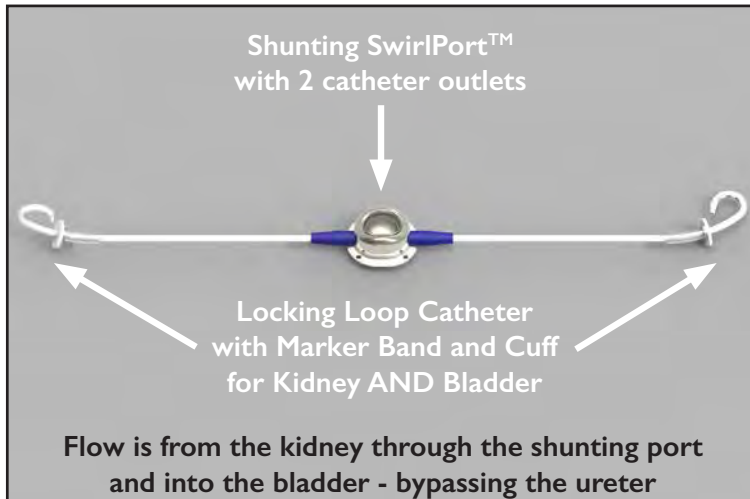 Shunting SwirlPort™
with 2 catheter outlets
Locking Loop Catheter
with Marker Band and Cuff
for Kidney AND Bladder
Flow is from the kidney through the shunting port
and into the bladder - bypassing the ureter